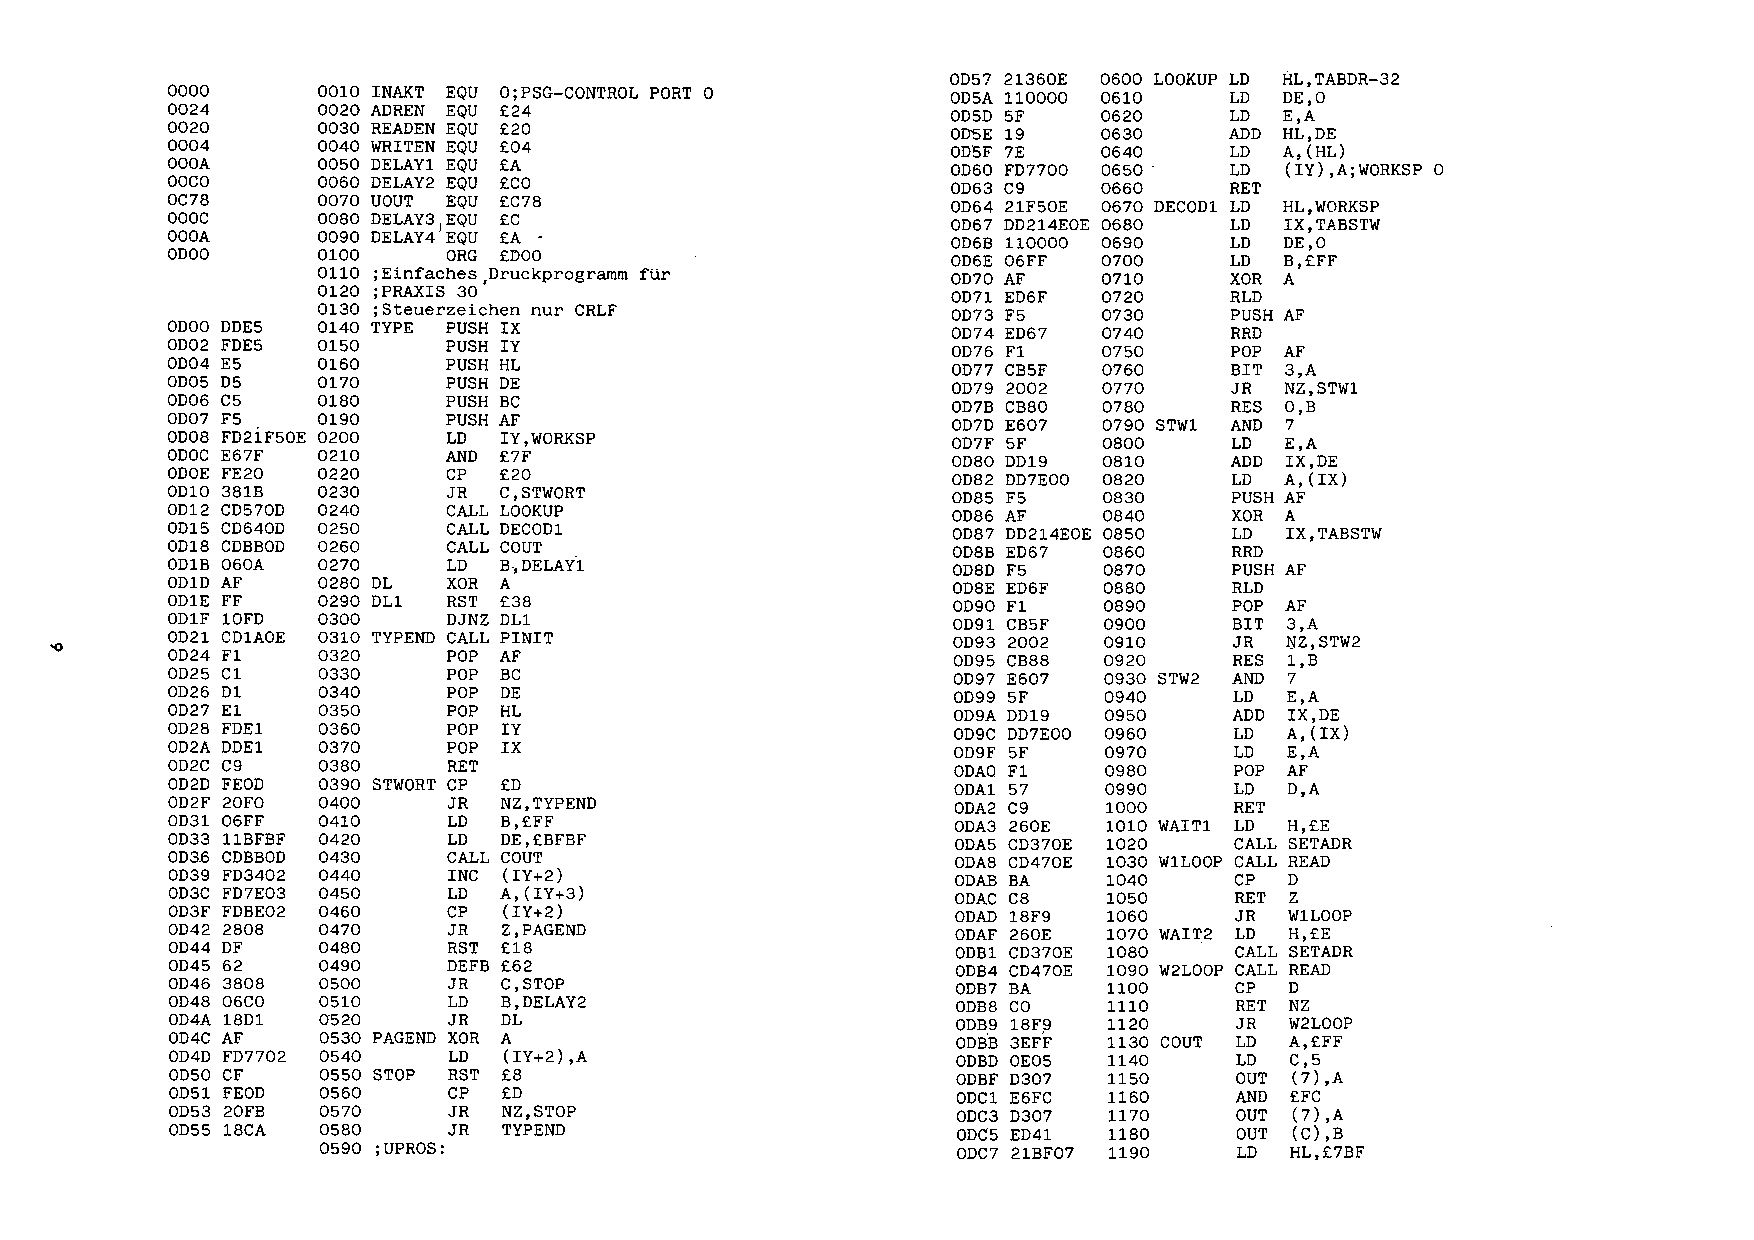 0000           0010 INAKT  EQU  0;PSG-CONTROL PORT 0
0024           0020 ADREN  EQU  £24
0020           0030 READEN EQU  £20
0004           0040 WRITEN EQU  £04
000A           0050 DELAY1 EQU  £A
00C0           0060 DELAY2 EQU  £C0
0C78           0070 UOUT   EQU  £C78
000C           0080 DELAY3 EQU  £C
000A           0090 DELAY4 EQU  £A
0D00           0100        ORG  £D00
0110 ;Einfaches Druckprogramm für
0120 ;PRAXIS 30
0130 ;Steuerzeichen nur CRLF
0D00 DDE5      0140 TYPE   PUSH IX
0D02 FDE5      0150        PUSH IY
0D04 E5        0160        PUSH HL
0D05 D5        0170        PUSH DE
0D06 C5        0180        PUSH BC
0D07 F5        0190        PUSH AF
0D08 FD21F50E  0200        LD   IY,WORKSP
0D0C E67F      0210        AND  £7F
0D0E FE20      0220        CP   £20
0D10 381B      0230        JR   C,STWORT
0D12 CD570D    0240        CALL LOOKUP
0D15 CD640D    0250        CALL DECOD1
0D18 CDBB0D    0260        CALL COUT
0D1B 060A      0270        LD   B,DELAY1
0D1D AF        0280 DL     XOR  A
0D1E FF        0290 DL1    RST  £38
0D1F 10FD      0300        DJNZ DL1
0D21 CD1A0E    0310 TYPEND CALL PINIT
0D24 F1        0320        POP  AF
0D25 C1        0330        POP  BC
0D26 D1        0340        POP  DE
0D27 E1        0350        POP  HL
0D28 FDE1      0360        POP  IY
0D2A DDE1      0370        POP  IX
0D2C C9        0380        RET
0D2D FE0D      0390 STWORT CP   £D
0D2F 20F0      0400        JR   NZ,TYPEND
0D31 06FF      0410        LD   B,£FF
0D33 11BFBF    0420        LD   DE,£BFBF
0D36 CDBB0D    0430        CALL COUT
0D39 FD3402    0440        INC  (IY+2)
0D3C FD7E03    0450        LD   A,(IY+3)
0D3F FDBE02    0460        CP   (IY+2)
0D42 2808      0470        JR   Z,PAGEND
0D44 DF        0480        RST  £18
0D45 62        0490        DEFB £62
0D46 3808      0500        JR   C,STOP
0D48 06C0      0510        LD   B,DELAY2
0D4A 18D1      0520        JR   DL
0D4C AF        0530 PAGEND XOR  A
0D4D FD7702    0540        LD   (IY+2),A
0D50 CF        0550 STOP   RST  £8
0D51 FE0D      0560        CP   £D
0D53 20FB      0570        JR   NZ,STOP
0D55 18CA      0580        JR   TYPEND
0590 ;UPROS:
6
0D57 21360E    0600 LOOKUP LD   HL,TABDR-32
0D5A 110000    0610        LD   DE,0
0D5D 5F        0620        LD   E,A
0D5E 19        0630        ADD  HL,DE
0D5F 7E        0640        LD   A,(HL)
0D60 FD7700    0650        LD   (IY),A;WORKSP 0
0D63 C9        0660        RET
0D64 21F50E    0670 DECOD1 LD   HL,WORKSP
0D67 DD214E0E  0680        LD   IX,TABSTW
0D6B 110000    0690        LD   DE,0
0D6E 06FF      0700        LD   B,£FF
0D70 AF        0710        XOR  A
0D71 ED6F      0720        RLD
0D73 F5        0730        PUSH AF
0D74 ED67      0740        RRD
0D76 F1        0750        POP  AF
0D77 CB5F      0760        BIT  3,A
0D79 2002      0770        JR   NZ,STW1
0D7B CB80      0780        RES  0,B
0D7D E607      0790 STW1   AND  7
0D7F 5F        0800        LD   E,A
0D80 DD19      0810        ADD  IX,DE
0D82 DD7E00    0820        LD   A,(IX)
0D85 F5        0830        PUSH AF
0D86 AF        0840        XOR  A
0D87 DD214E0E  0850        LD   IX,TABSTW
0D8B ED67      0860        RRD
0D8D F5        0870        PUSH AF
0D8E ED6F      0880        RLD
0D90 F1        0890        POP  AF
0D91 CB5F      0900        BIT  3,A
0D93 2002      0910        JR   NZ,STW2
0D95 CB88      0920        RES  1,B
0D97 E607      0930 STW2   AND  7
0D99 5F        0940        LD   E,A
0D9A DD19      0950        ADD  IX,DE
0D9C DD7E00    0960        LD   A,(IX)
0D9F 5F        0970        LD   E,A
0DA0 F1        0980        POP  AF
0DA1 57        0990        LD   D,A
0DA2 C9        1000        RET
0DA3 260E      1010 WAIT1  LD   H,£E
0DA5 CD370E    1020        CALL SETADR
0DA8 CD470E    1030 W1LOOP CALL READ
0DAB BA        1040        CP   D
0DAC C8        1050        RET  Z
0DAD 18F9      1060        JR   W1LOOP
0DAF 260E      1070 WAIT2  LD   H,£E
0DB1 CD370E    1080        CALL SETADR
0DB4 CD470E    1090 W2LOOP CALL READ
0DB7 BA        1100        CP   D
0DB8 C0        1110        RET  NZ
0DB9 18F9      1120        JR   W2LOOP
0DBB 3EFF      1130 COUT   LD   A,£FF
0DBD 0E05      1140        LD   C,5
0DBF D307      1150        OUT  (7),A
0DC1 E6FC      1160        AND  £FC
0DC3 D307      1170        OUT  (7),A
0DC5 ED41      1180        OUT  (C),B
0DC7 21BF07    1190        LD   HL,£7BF